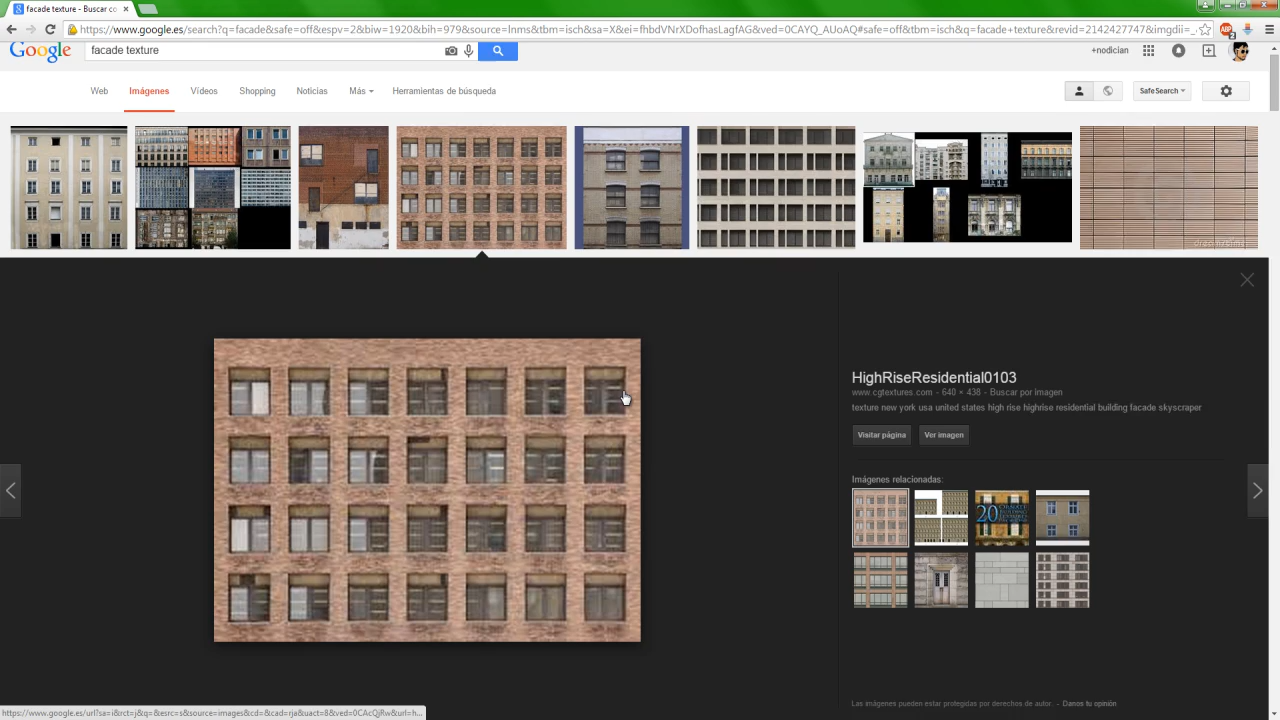 facade texture - Buscar co
https://www.google.es/search?q=facade&safe=off&espv=2&biw=1920&bih=979&source=lnms&tbm=isch&sa=X&ei=fhbdVNrXDofhasLagfAG&ved=0CAYQ_AUoAQ#safe=off&tbm=isch&q=facade+texture&revid=2142427747&imgdii=_
Google facade texture +nodician
Web Imágenes Vídeos Shopping Noticias Más Herramientas de búsqueda SafeSearch
HighRiseResidential0103
www.cgtextures.com - 640 × 438 - Buscar por imagen
texture new york usa united states high rise highrise residential building facade skyscraper
Visitar página Ver imagen
Imágenes relacionadas:
20
Las imágenes pueden estar protegidas por derechos de autor. - Danos tu opinión
https://www.google.es/url?sa=i&rct=j&q=&esrc=s&source=images&cd=&cad=rja&uact=8&ved=0CAcQjRw&url=h...